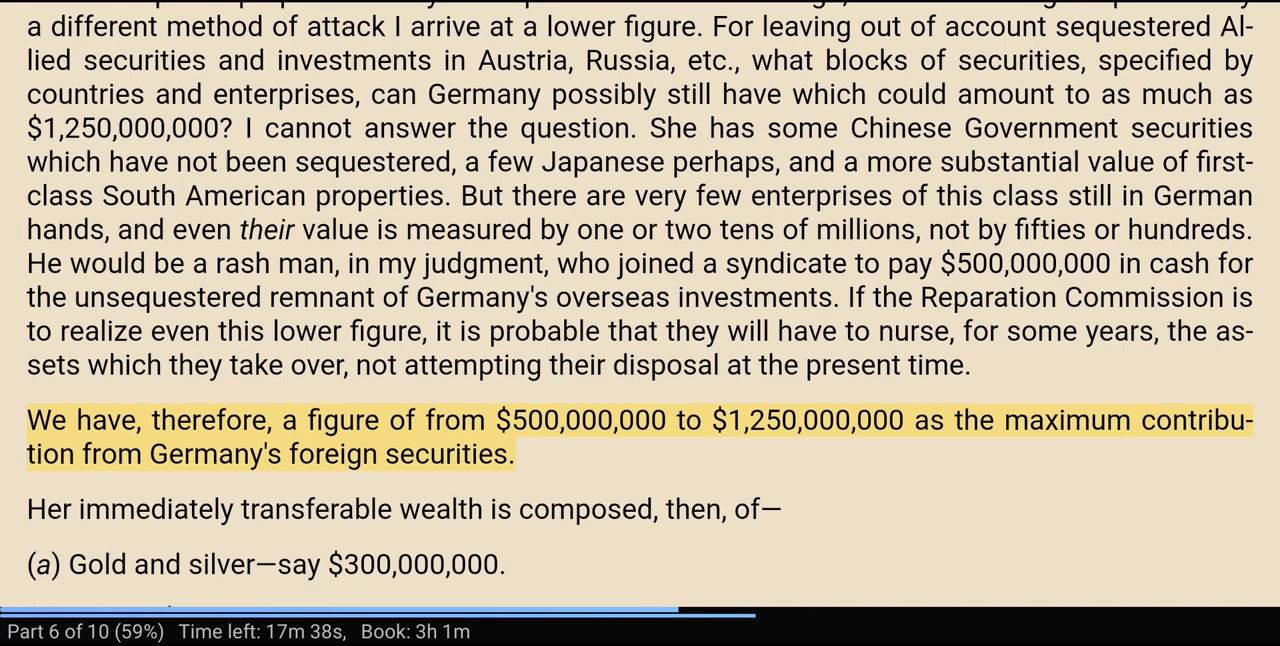 a different method of attack I arrive at a lower figure. For leaving out of account sequestered Al-
lied securities and investments in Austria, Russia, etc., what blocks of securities, specified by
countries and enterprises, can Germany possibly still have which could amount to as much as
$1,250,000,000? I cannot answer the question. She has some Chinese Government securities
which have not been sequestered, a few Japanese perhaps, and a more substantial value of first-
class South American properties. But there are very few enterprises of this class still in German
hands, and even their value is measured by one or two tens of millions, not by fifties or hundreds.
He would be a rash man, in my judgment, who joined a syndicate to pay $500,000,000 in cash for
the unsequestered remnant of Germany's overseas investments. If the Reparation Commission is
to realize even this lower figure, it is probable that they will have to nurse, for some years, the as-
sets which they take over, not attempting their disposal at the present time.
We have, therefore, a figure of from $500,000,000 to $1,250,000,000 as the maximum contribu-
tion from Germany's foreign securities.
Her immediately transferable wealth is composed, then, of—
(a) Gold and silver—say $300,000,000.
Part 6 of 10 (59%) Time left: 17m 38s, Book: 3h 1m